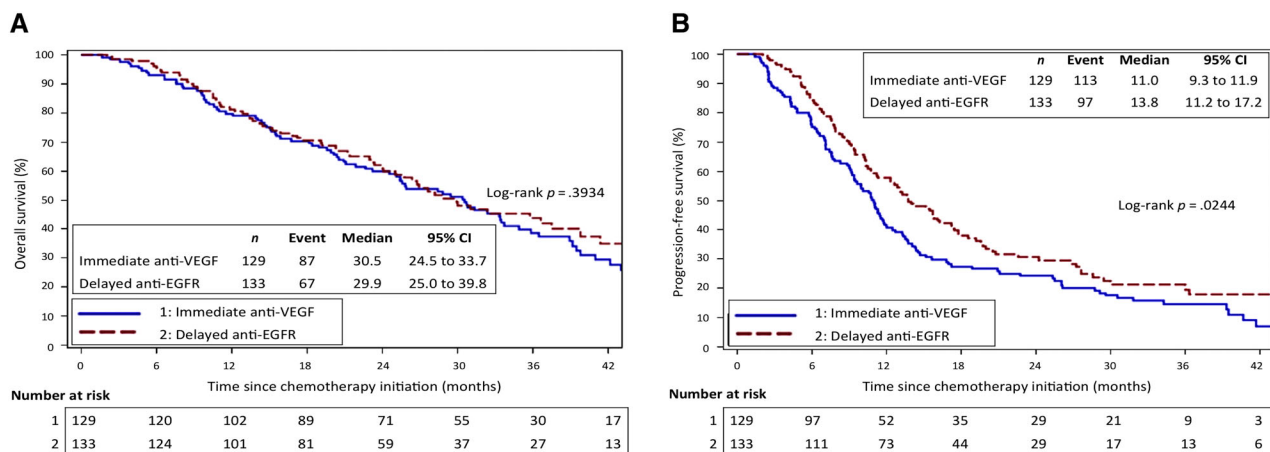 A
100
90
80
70
60
50
40
30
20
10
0
Overall survival (%)
Log-rank p = .3934
n Event Median 95% CI
Immediate anti-VEGF 129 87 30.5 24.5 to 33.7
Delayed anti-EGFR 133 67 29.9 25.0 to 39.8
1: Immediate anti-VEGF
2: Delayed anti-EGFR
0 6 12 18 24 30 36 42
Time since chemotherapy initiation (months)
Number at risk
1 129 120 102 89 71 55 30 17
2 133 124 101 81 59 37 27 13
B
100
90
80
70
60
50
40
30
20
10
0
Progression-free survival (%)
n Event Median 95% CI
Immediate anti-VEGF 129 113 11.0 9.3 to 11.9
Delayed anti-EGFR 133 97 13.8 11.2 to 17.2
Log-rank p = .0244
1: Immediate anti-VEGF
2: Delayed anti-EGFR
0 6 12 18 24 30 36 42
Time since chemotherapy initiation (months)
Number at risk
1 129 97 52 35 29 21 9 3
2 133 111 73 44 29 17 13 6